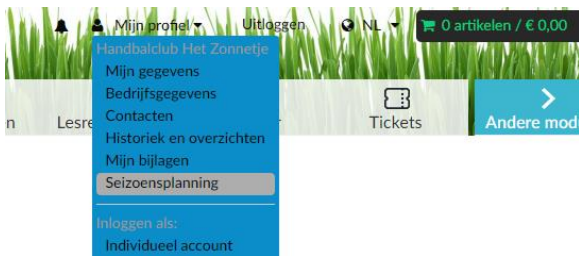 Mijn profiel
Uitloggen
NL
0 artikelen / € 0,00
Handbalclub Het Zonnetje
Mijn gegevens
Bedrijfsgegevens
Contacten
Historiek en overzichten
Mijn bijlagen
Seizoensplanning
Inloggen als:
Individueel account
n
Lesre
r
Tickets
Andere mod